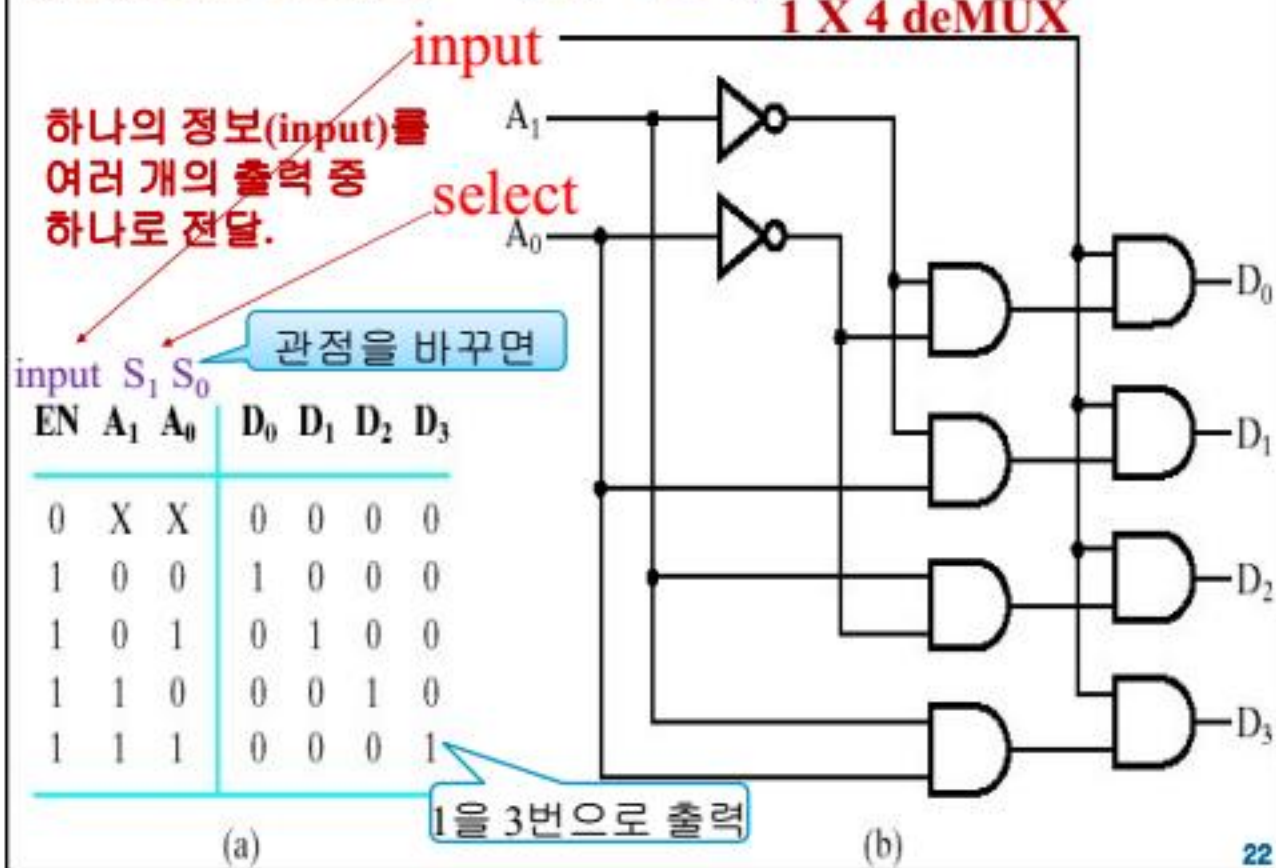 1 X 4 deMUX
input
하나의 정보(input)를
여러 개의 출력 중
하나로 전달.
select
관점을 바꾸면
input S₁ S₀
EN A₁ A₀ D₀ D₁ D₂ D₃
0 X X 0 0 0 0
1 0 0 1 0 0 0
1 0 1 0 1 0 0
1 1 0 0 0 1 0
1 1 1 0 0 0 1
1을 3번으로 출력
(a)
A₁
A₀
D₀
D₁
D₂
D₃
(b)
22